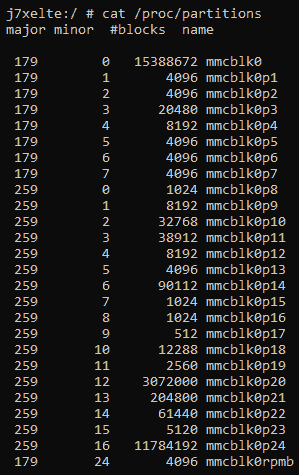 j7xelte:/ # cat /proc/partitions
major minor  #blocks  name

 179        0   15388672 mmcblk0
 179        1       4096 mmcblk0p1
 179        2       4096 mmcblk0p2
 179        3      20480 mmcblk0p3
 179        4       8192 mmcblk0p4
 179        5       4096 mmcblk0p5
 179        6       4096 mmcblk0p6
 179        7       4096 mmcblk0p7
 259        0       1024 mmcblk0p8
 259        1       8192 mmcblk0p9
 259        2      32768 mmcblk0p10
 259        3      38912 mmcblk0p11
 259        4       8192 mmcblk0p12
 259        5       4096 mmcblk0p13
 259        6      90112 mmcblk0p14
 259        7       1024 mmcblk0p15
 259        8       1024 mmcblk0p16
 259        9        512 mmcblk0p17
 259       10      12288 mmcblk0p18
 259       11       2560 mmcblk0p19
 259       12    3072000 mmcblk0p20
 259       13     204800 mmcblk0p21
 259       14      61440 mmcblk0p22
 259       15       5120 mmcblk0p23
 259       16   11784192 mmcblk0p24
 179       24       4096 mmcblk0rpmb